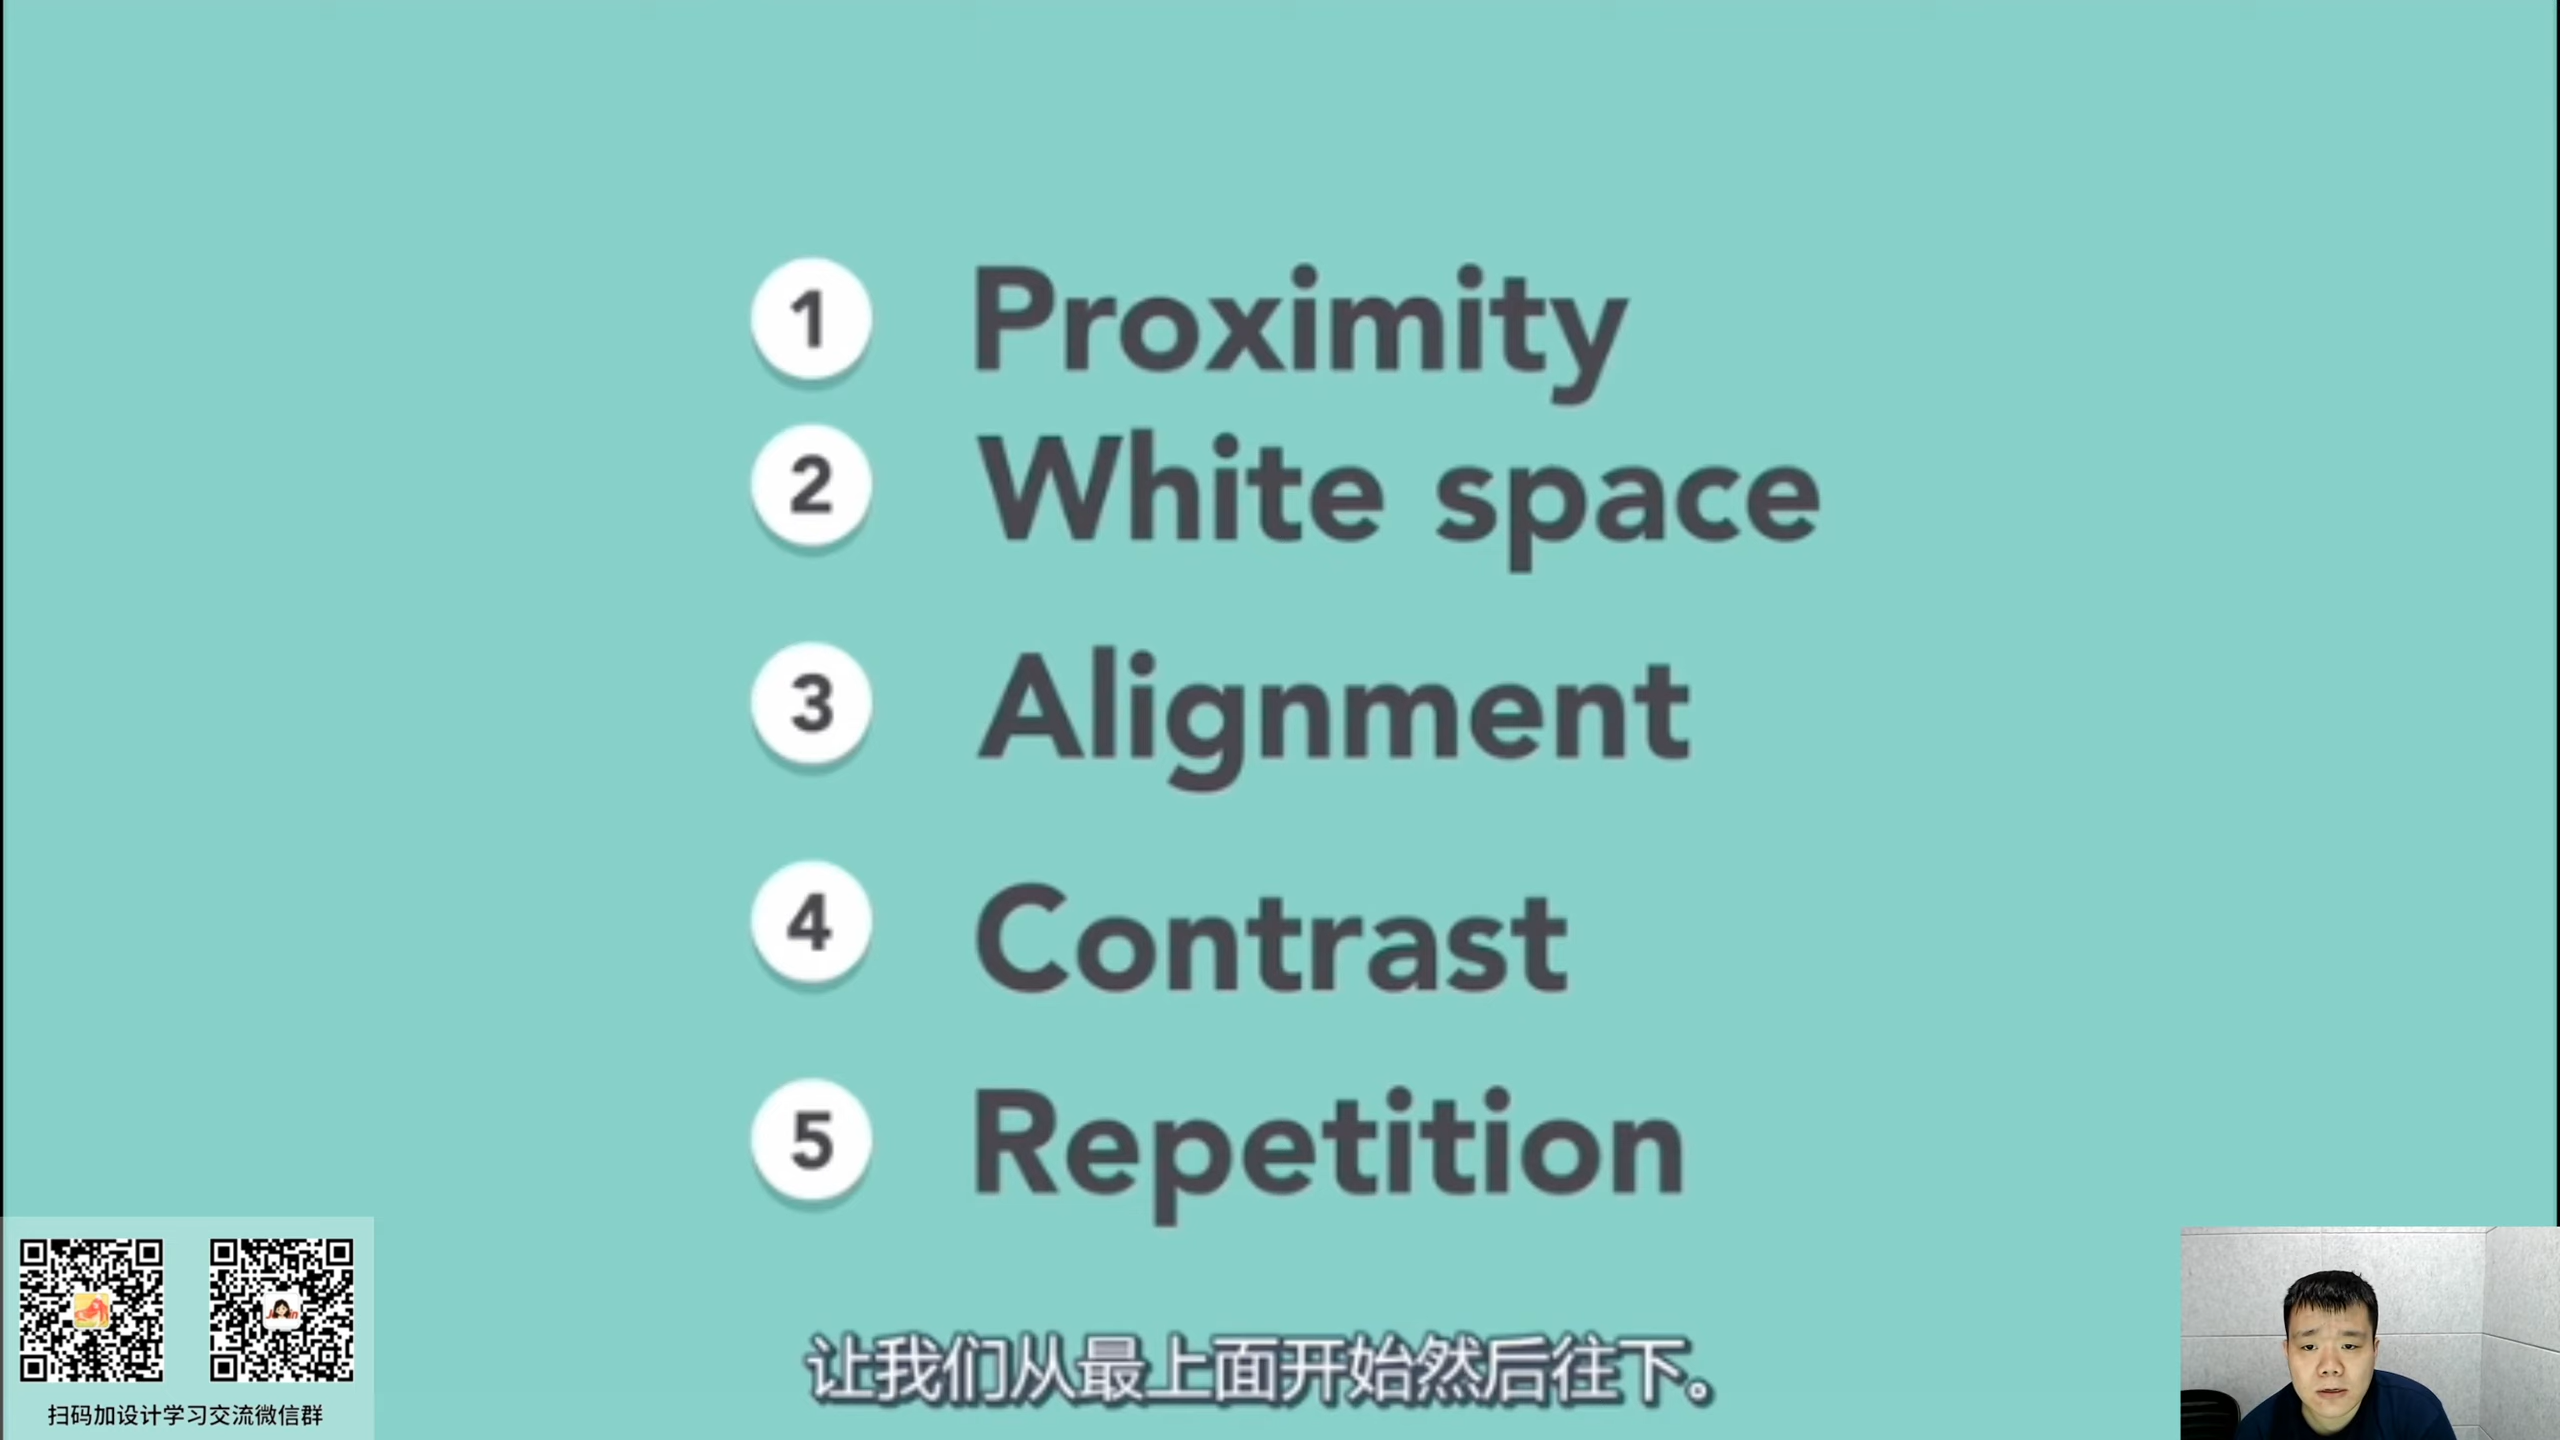 1 Proximity
2 White space
3 Alignment
4 Contrast
5 Repetition
让我们从最上面开始然后往下。
扫码加设计学习交流微信群